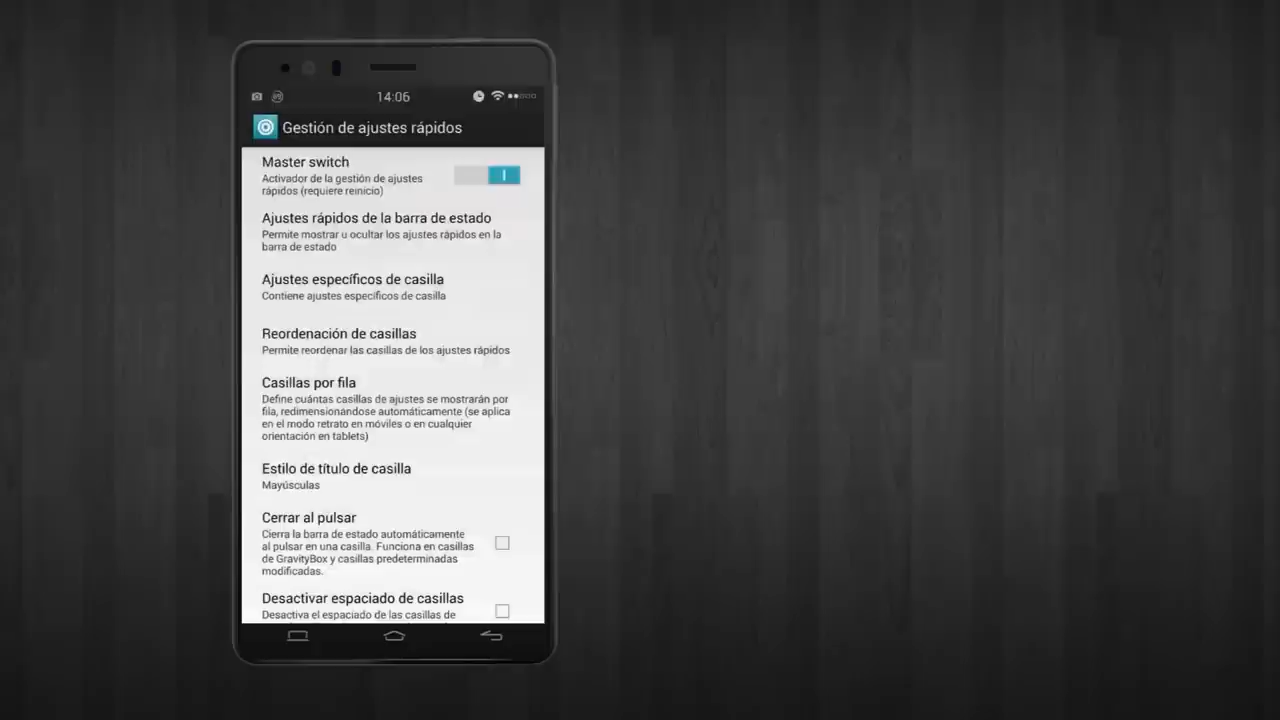 14:06
Gestión de ajustes rápidos
Master switch
Activador de la gestión de ajustes
rápidos (requiere reinicio)
Ajustes rápidos de la barra de estado
Permite mostrar u ocultar los ajustes rápidos en la
barra de estado
Ajustes específicos de casilla
Contiene ajustes específicos de casilla
Reordenación de casillas
Permite reordenar las casillas de los ajustes rápidos
Casillas por fila
Define cuántas casillas de ajustes se mostrarán por
fila, redimensionándose automáticamente (se aplica
en el modo retrato en móviles o en cualquier
orientación en tablets)
Estilo de título de casilla
Mayúsculas
Cerrar al pulsar
Cierra la barra de estado automáticamente
al pulsar en una casilla. Funciona en casillas
de GravityBox y casillas predeterminadas
modificadas.
Desactivar espaciado de casillas
Desactiva el espaciado de las casillas de